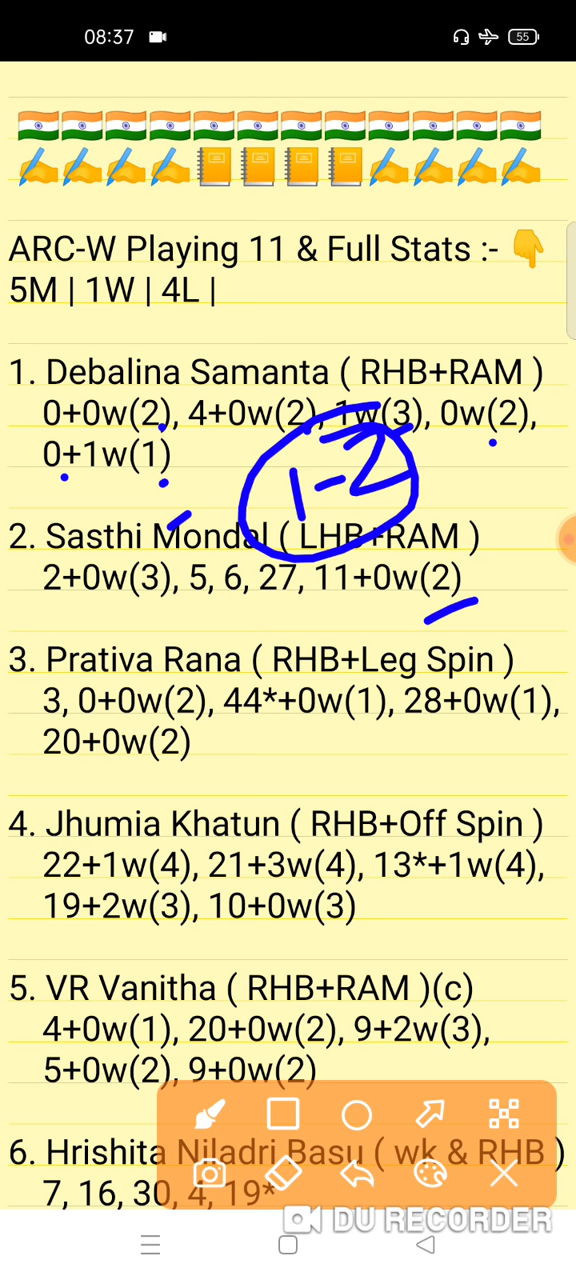 08:37
55
ARC-W Playing 11 & Full Stats :-
5M | 1W | 4L |
1. Debalina Samanta ( RHB+RAM )
0+0w(2), 4+0w(2), 1w(3), 0w(2),
0+1w(1)
1-2
2. Sasthi Mondal ( LHB+RAM )
2+0w(3), 5, 6, 27, 11+0w(2)
3. Prativa Rana ( RHB+Leg Spin )
3, 0+0w(2), 44*+0w(1), 28+0w(1),
20+0w(2)
4. Jhumia Khatun ( RHB+Off Spin )
22+1w(4), 21+3w(4), 13*+1w(4),
19+2w(3), 10+0w(3)
5. VR Vanitha ( RHB+RAM )(c)
4+0w(1), 20+0w(2), 9+2w(3),
5+0w(2), 9+0w(2)
6. Hrishita Niladri Basu ( wk & RHB )
7, 16, 30, 4, 19*
DU RECORDER